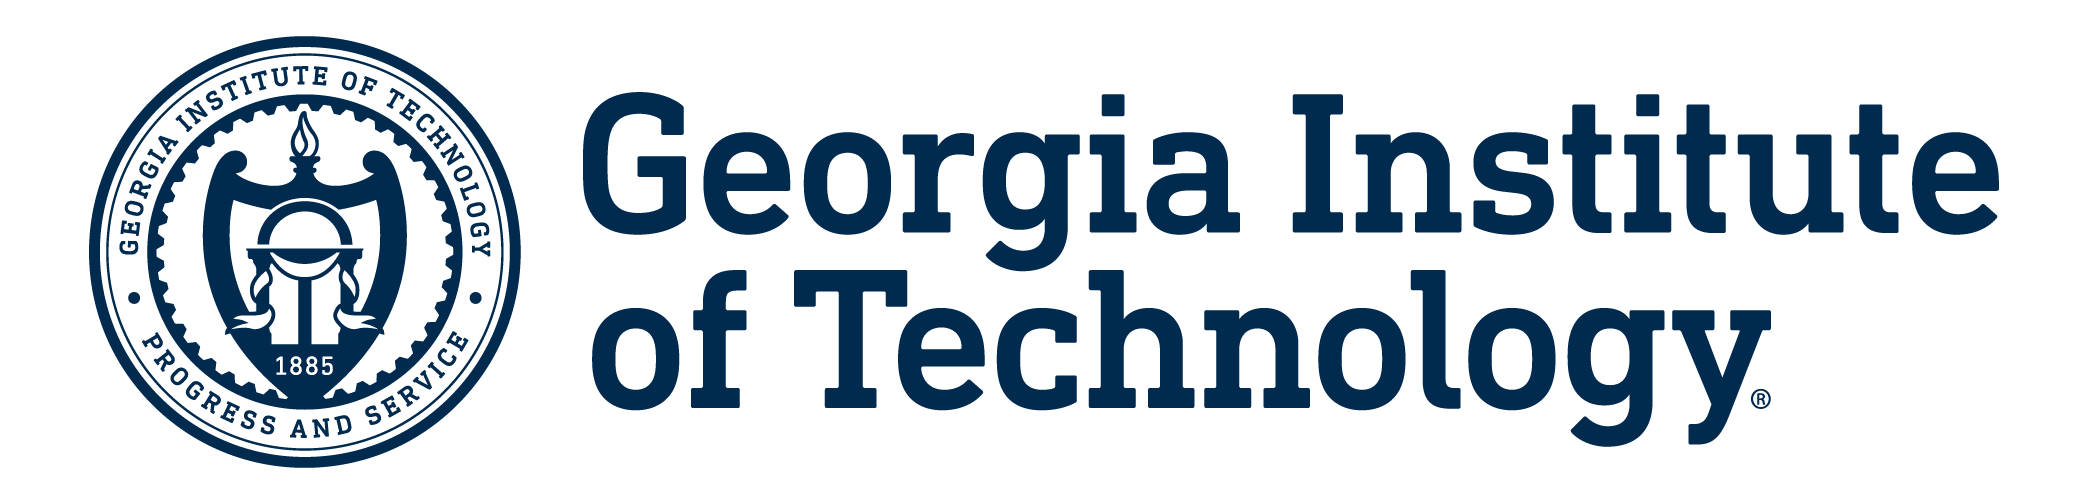 GEORGIA INSTITUTE OF TECHNOLOGY
1885
PROGRESS AND SERVICE
Georgia Institute
of Technology®